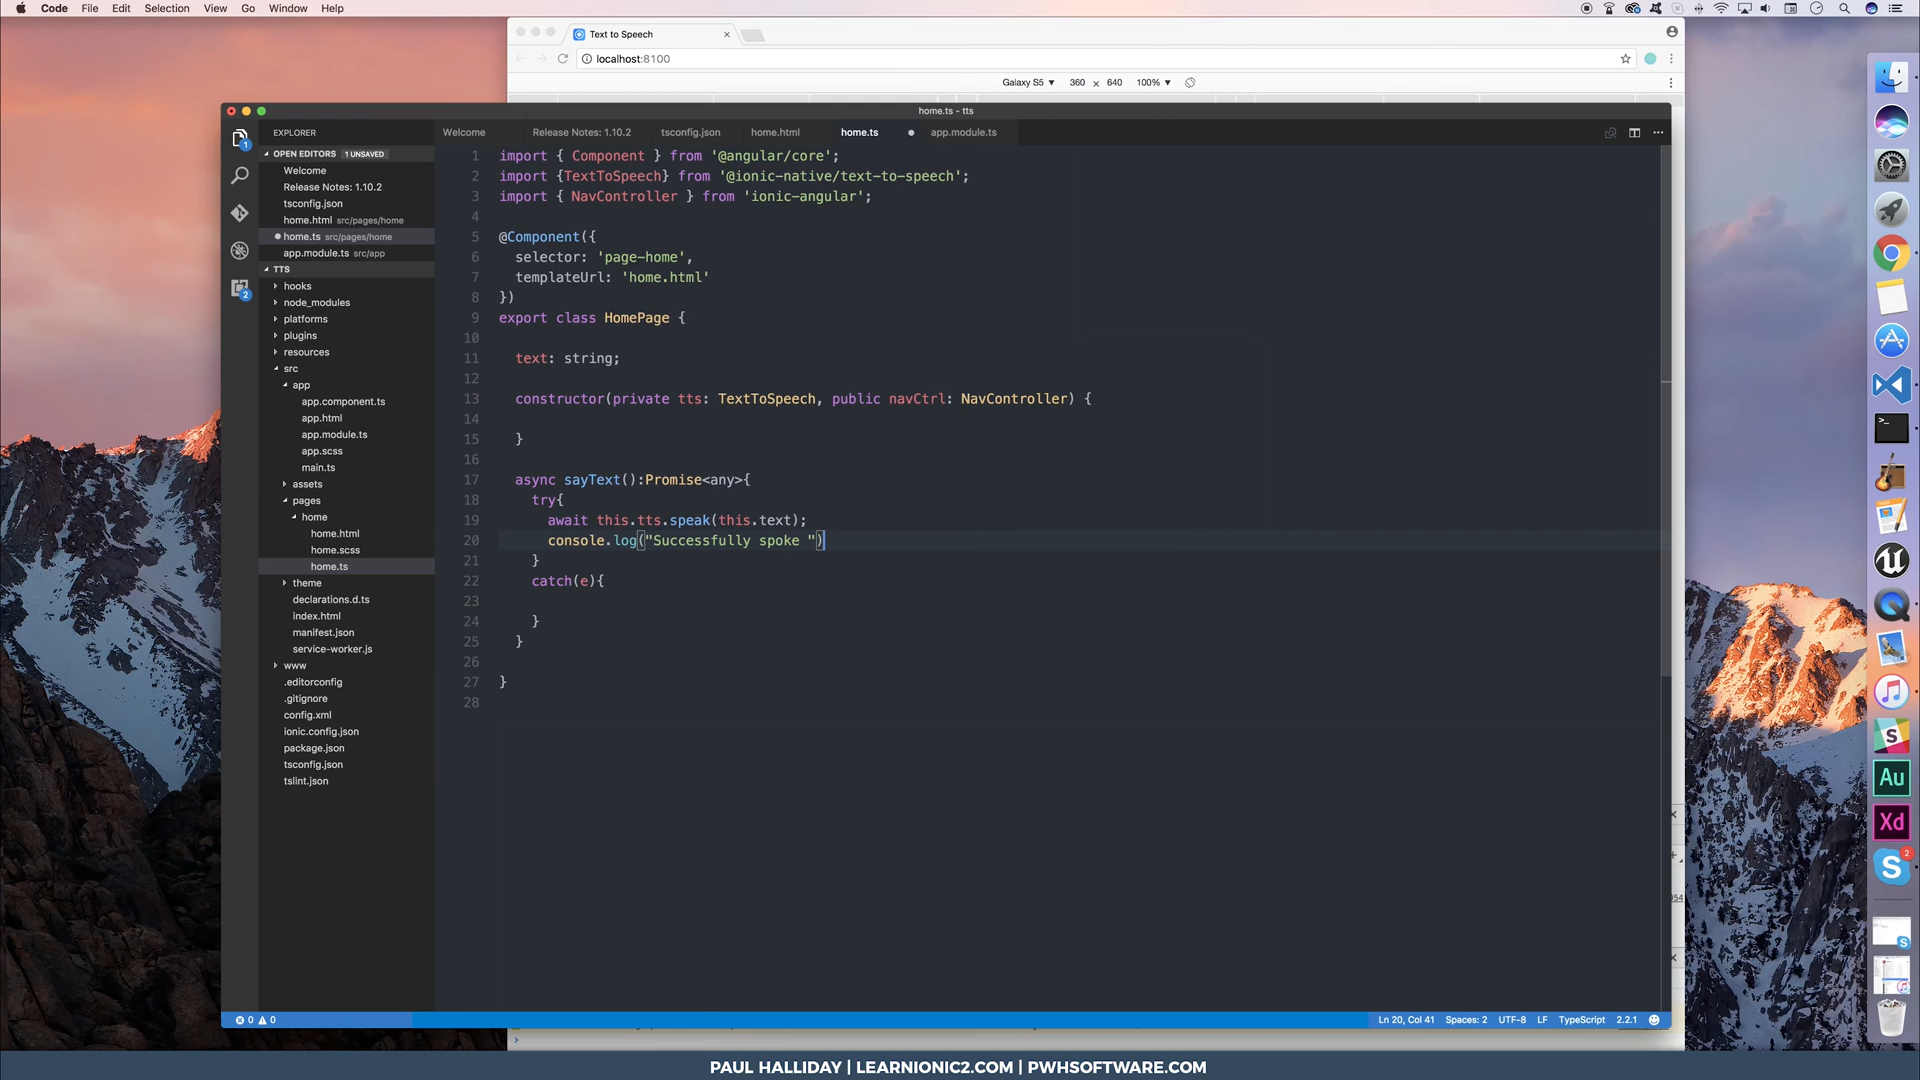 Code File Edit Selection View Go Window Help
Text to Speech
localhost:8100
Galaxy S5 360 × 640 100%
home.ts - tts
EXPLORER
Welcome Release Notes: 1.10.2 tsconfig.json home.html home.ts app.module.ts
OPEN EDITORS 1 UNSAVED
Welcome
Release Notes: 1.10.2
tsconfig.json
home.html src/pages/home
home.ts src/pages/home
app.module.ts src/app
TTS
hooks
node_modules
platforms
plugins
resources
src
app
app.component.ts
app.html
app.module.ts
app.scss
main.ts
assets
pages
home
home.html
home.scss
home.ts
theme
declarations.d.ts
index.html
manifest.json
service-worker.js
www
.editorconfig
.gitignore
config.xml
ionic.config.json
package.json
tsconfig.json
tslint.json
1
2
1 import { Component } from '@angular/core';
2 import {TextToSpeech} from '@ionic-native/text-to-speech';
3 import { NavController } from 'ionic-angular';
4
5 @Component({
6 selector: 'page-home',
7 templateUrl: 'home.html'
8 })
9 export class HomePage {
10
11 text: string;
12
13 constructor(private tts: TextToSpeech, public navCtrl: NavController) {
14
15 }
16
17 async sayText():Promise<any>{
18 try{
19 await this.tts.speak(this.text);
20 console.log("Successfully spoke ")
21 }
22 catch(e){
23
24 }
25 }
26
27 }
28
0 0
Ln 20, Col 41 Spaces: 2 UTF-8 LF TypeScript 2.2.1
Au
Xd
2
PAUL HALLIDAY | LEARNIONIC2.COM | PWHSOFTWARE.COM